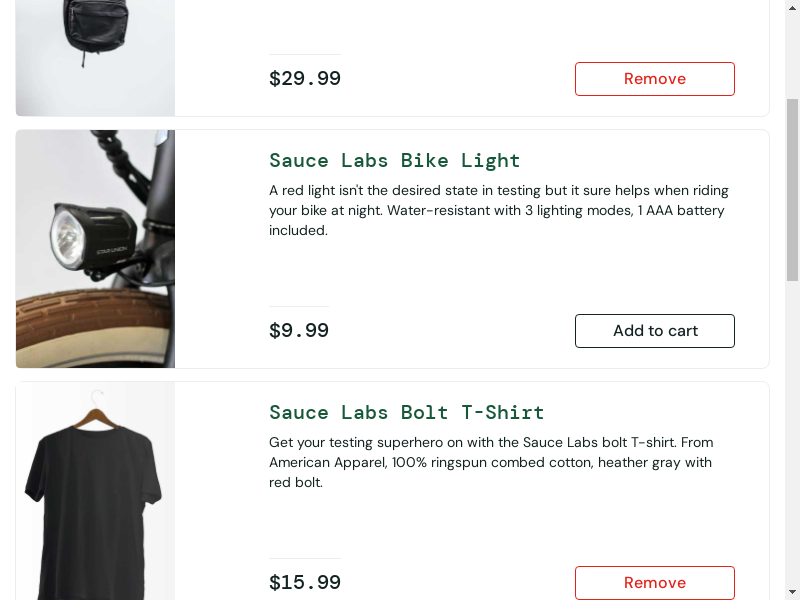 $29.99
Remove
Sauce Labs Bike Light
A red light isn't the desired state in testing but it sure helps when riding
your bike at night. Water-resistant with 3 lighting modes, 1 AAA battery
included.
$9.99
Add to cart
Sauce Labs Bolt T-Shirt
Get your testing superhero on with the Sauce Labs bolt T-shirt. From
American Apparel, 100% ringspun combed cotton, heather gray with
red bolt.
$15.99
Remove